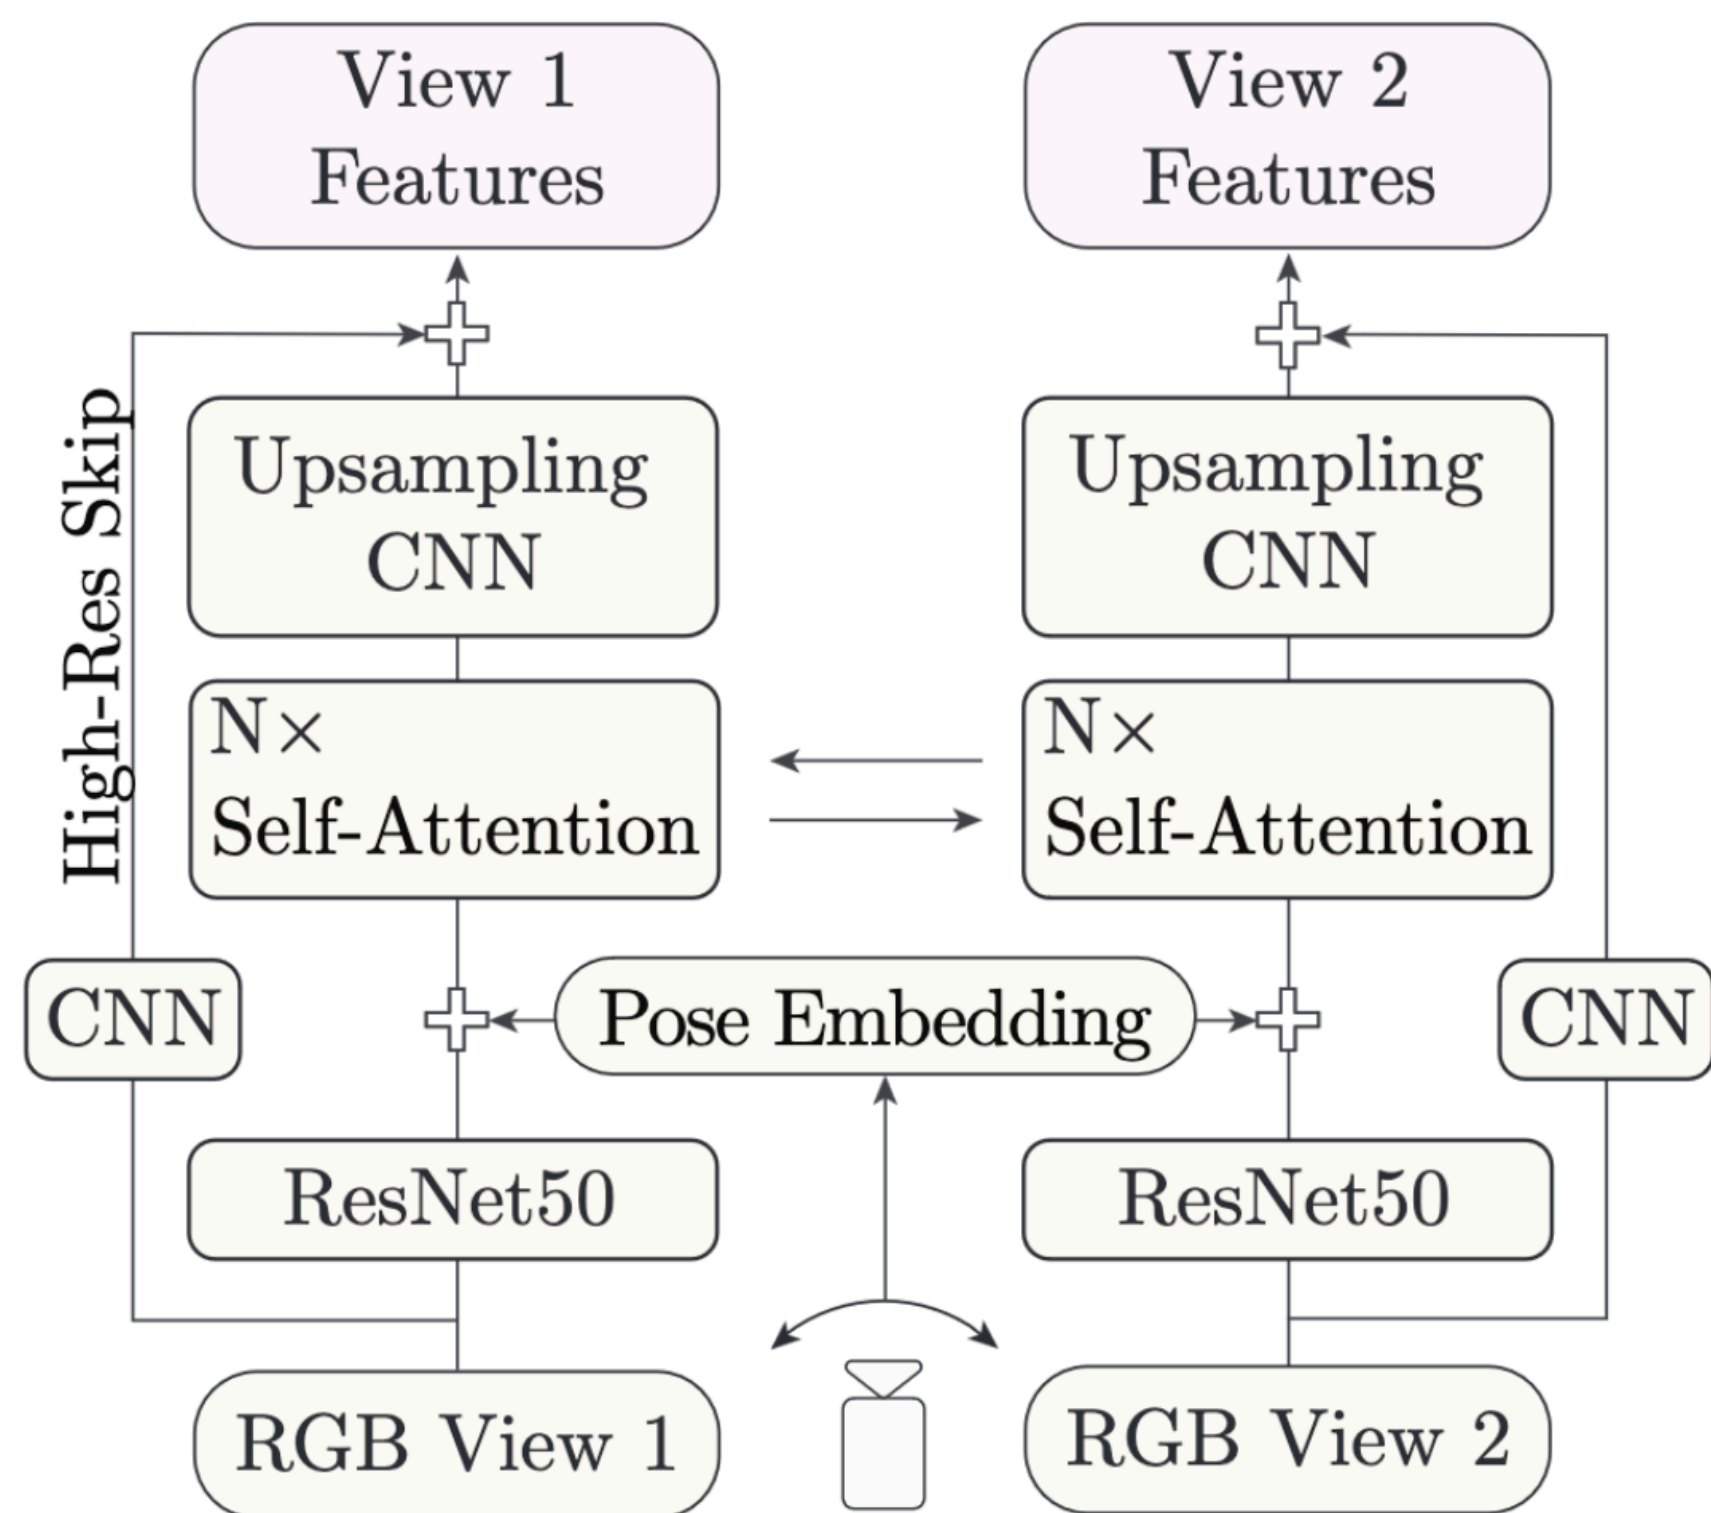 View 1
Features
View 2
Features
High-Res Skip
Upsampling
CNN
Upsampling
CNN
N×
Self-Attention
N×
Self-Attention
CNN
Pose Embedding
CNN
ResNet50
ResNet50
RGB View 1
RGB View 2